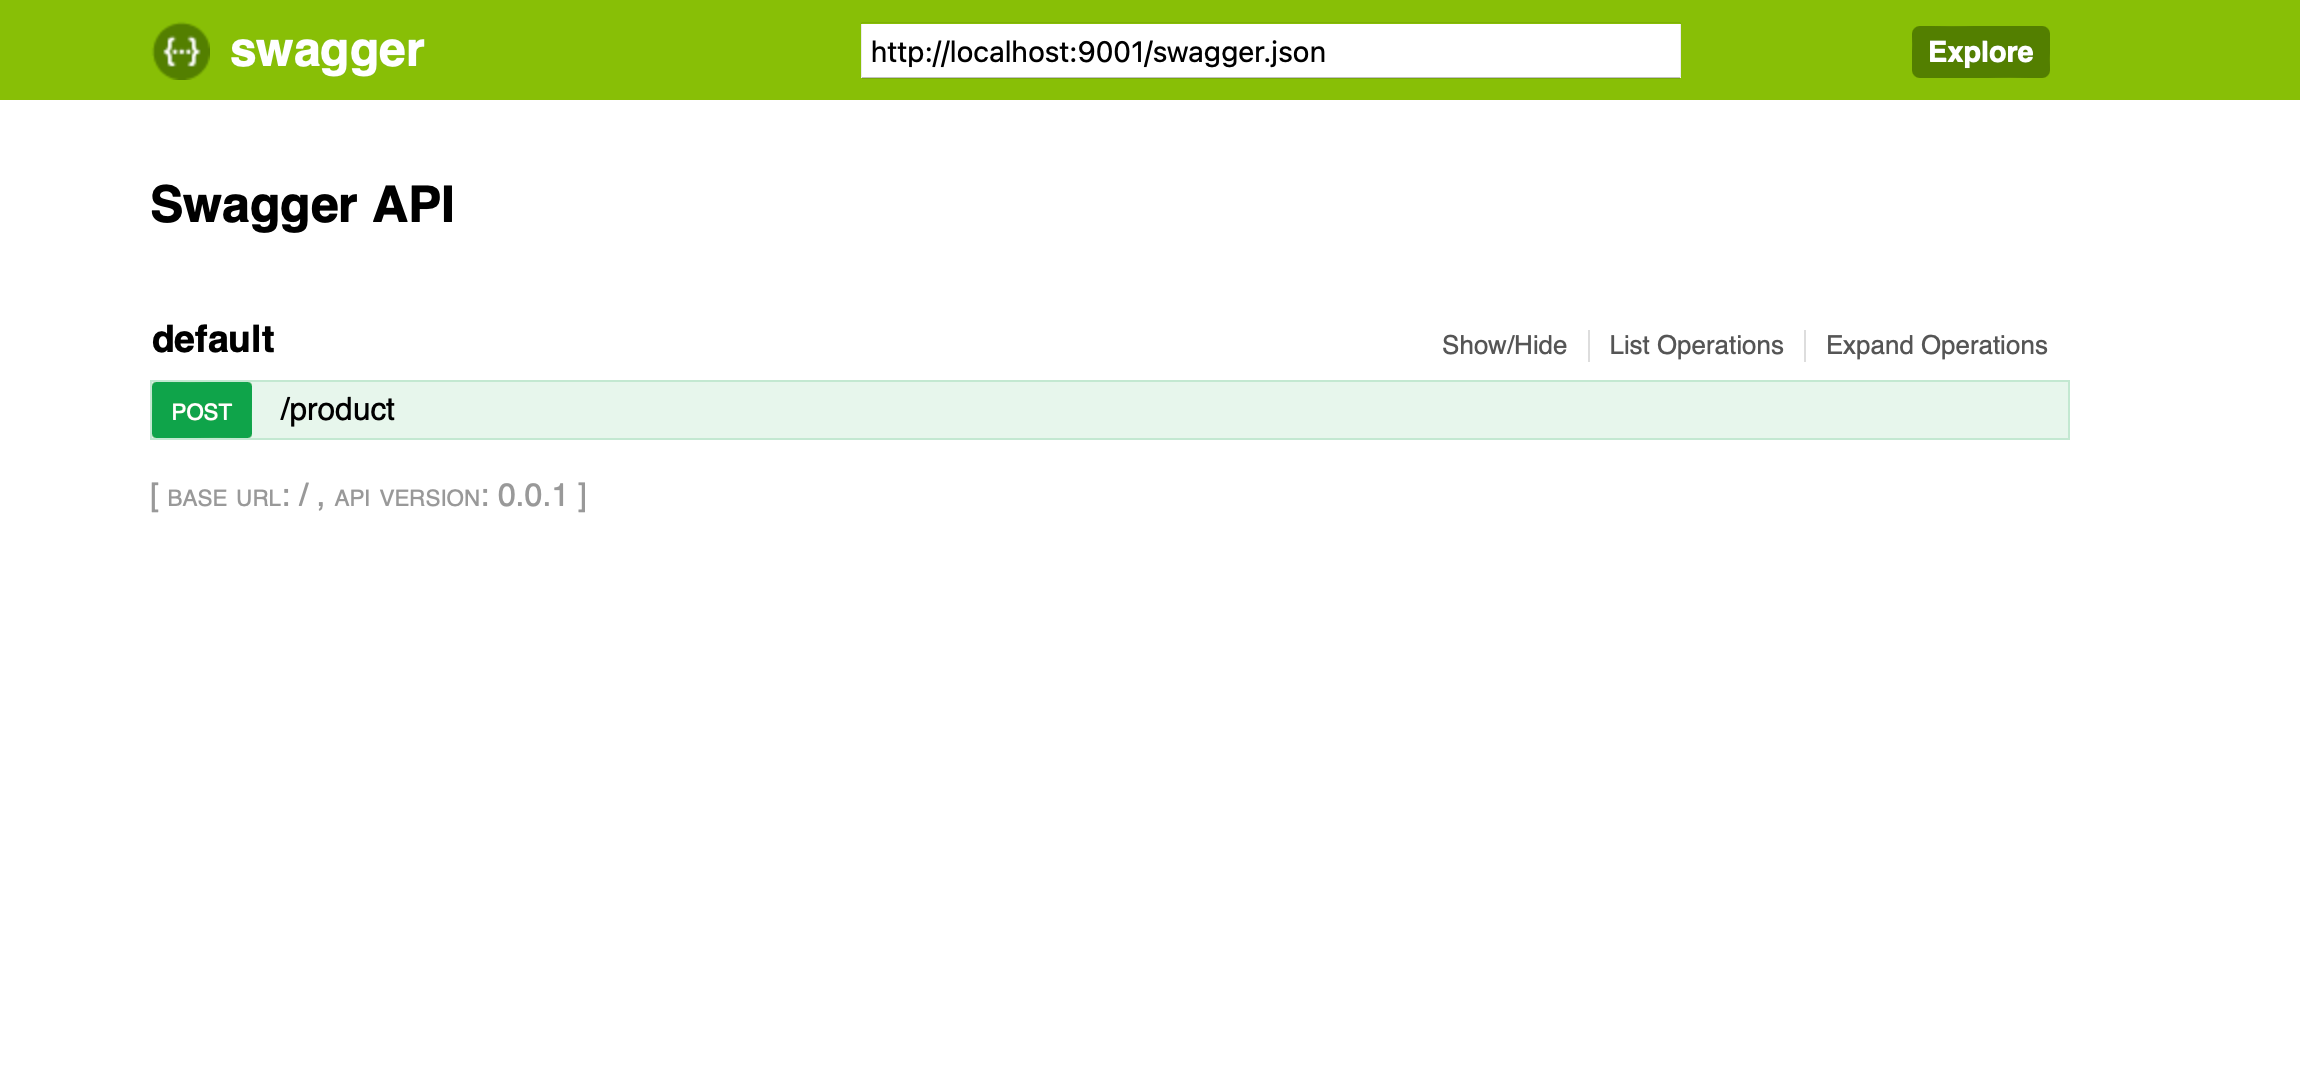 {...} swagger http://localhost:9001/swagger.json Explore
Swagger API
default Show/Hide List Operations Expand Operations
POST /product
[ BASE URL: / , API VERSION: 0.0.1 ]